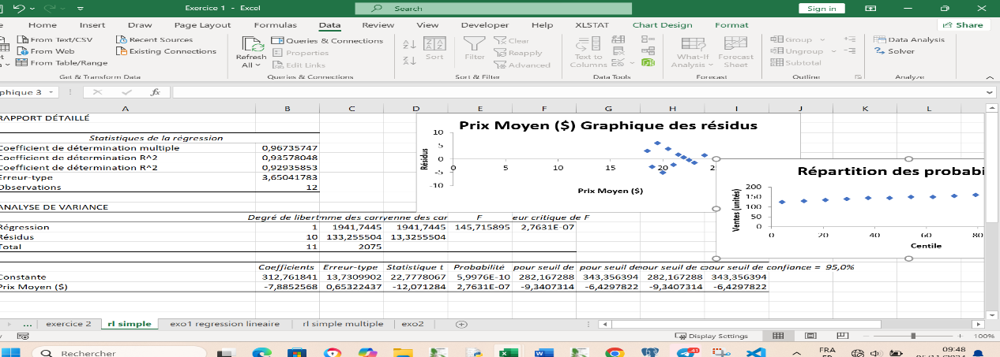 Exercice 1 - Excel
Search
Sign in
Home Insert Draw Page Layout Formulas Data Review View Developer Help XLSTAT Chart Design Format
Share
From Text/CSV
From Web
From Table/Range
Recent Sources
Existing Connections
Get & Transform Data
Refresh
All
Queries & Connections
Properties
Edit Links
Queries & Connections
Sort
Filter
Clear
Reapply
Advanced
Sort & Filter
Text to
Columns
Data Tools
What-If
Analysis
Forecast
Sheet
Forecast
Group
Ungroup
Subtotal
Outline
Data Analysis
Solver
Analyze
phique 3
fx
A B C D E F G H I J K L
RAPPORT DÉTAILLÉ
Statistiques de la régression
Coefficient de détermination multiple 0,96735747
Coefficient de détermination R^2 0,93578048
Coefficient de détermination R^2 0,92935853
Erreur-type 3,65041783
Observations 12
ANALYSE DE VARIANCE
Degré de libert mme des carr yenne des car F eur critique de F
Régression 1 1941,7445 1941,7445 145,715895 2,7631E-07
Résidus 10 133,255504 13,3255504
Total 11 2075
Coefficients Erreur-type Statistique t Probabilité pour seuil de pour seuil de our seuil de c our seuil de confiance = 95,0%
Constante 312,761841 13,7309902 22,7778067 5,9976E-10 282,167288 343,356394 282,167288 343,356394
Prix Moyen ($) -7,8852568 0,65322437 -12,071284 2,7631E-07 -9,3407314 -6,4297822 -9,3407314 -6,4297822
Prix Moyen ($) Graphique des résidus
Résidus
10
5
0
-5
-10
0 5 10 15 20 2
Prix Moyen ($)
Répartition des probabi
Ventes (unités)
200
150
100
50
0
0 20 40 60 80
Centile
... exercice 2 rl simple exo1 regression lineaire rl simple multiple exo2
Display Settings
100%
Rechercher
41
FRA
FR
09:48
05/11/2024